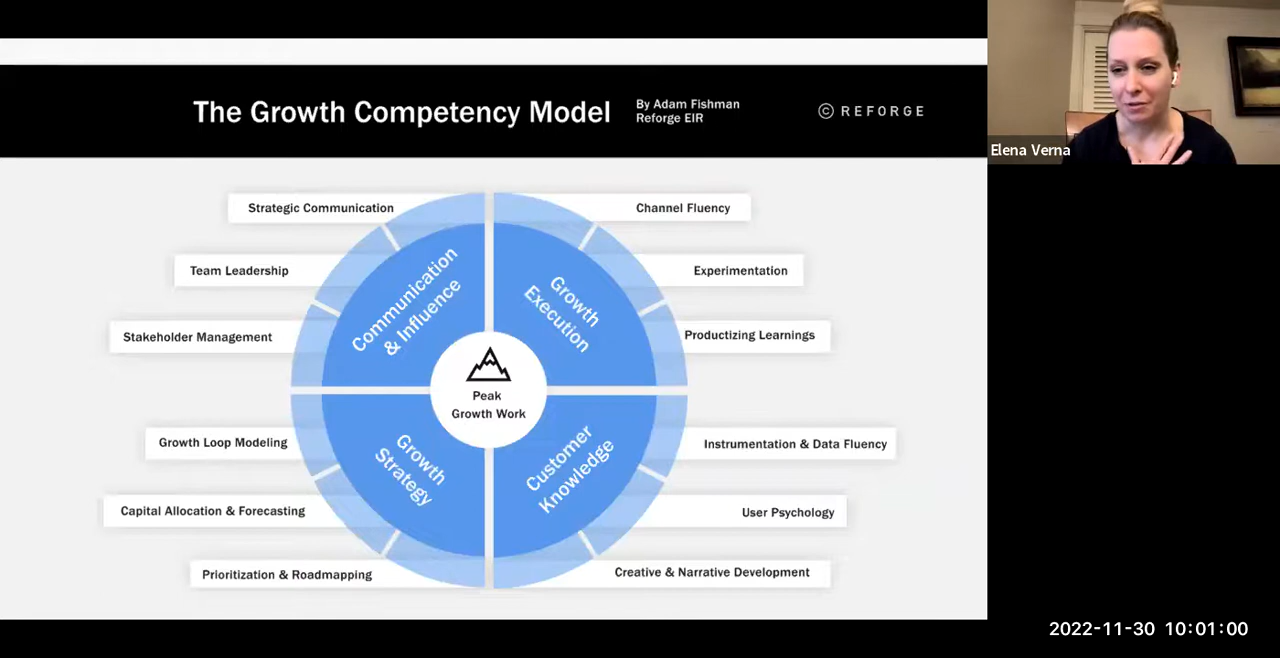 The Growth Competency Model
By Adam Fishman
Reforge EIR
© REFORGE
Elena Verna
Strategic Communication
Team Leadership
Stakeholder Management
Communication
& Influence
Channel Fluency
Experimentation
Productizing Learnings
Growth
Execution
Peak
Growth Work
Growth Loop Modeling
Capital Allocation & Forecasting
Prioritization & Roadmapping
Growth
Strategy
Customer
Knowledge
Instrumentation & Data Fluency
User Psychology
Creative & Narrative Development
2022-11-30 10:01:00